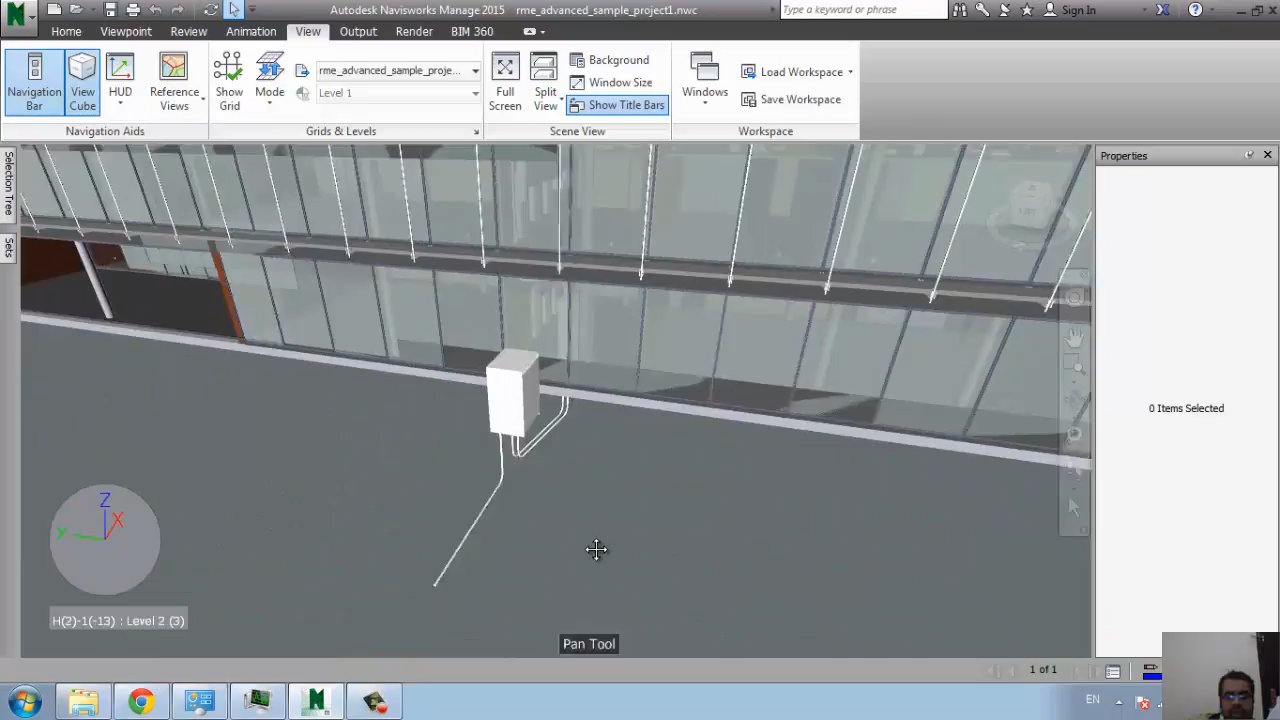 Autodesk Navisworks Manage 2015 rme_advanced_sample_project1.nwc
Type a keyword or phrase
Sign In
Home Viewpoint Review Animation View Output Render BIM 360
Navigation Bar
View Cube
HUD
Reference Views
Show Grid
Mode
rme_advanced_sample_proje...
Level 1
Full Screen
Split View
Background
Window Size
Show Title Bars
Windows
Load Workspace
Save Workspace
Navigation Aids
Grids & Levels
Scene View
Workspace
Selection Tree
Sets
Properties
0 Items Selected
Z
Y
X
H(2)-1(-13) : Level 2 (3)
Pan Tool
1 of 1
EN